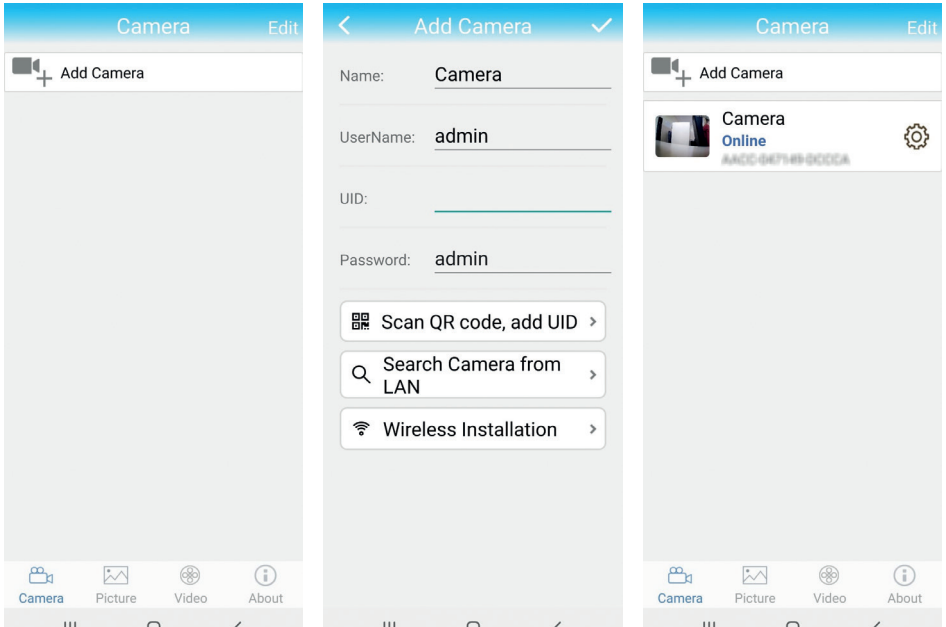 Camera
Edit
Add Camera
Camera
Picture
Video
About
Add Camera
Name: Camera
UserName: admin
UID:
Password: admin
Scan QR code, add UID
Search Camera from
LAN
Wireless Installation
Camera
Edit
Add Camera
Camera
Online
Camera
Picture
Video
About